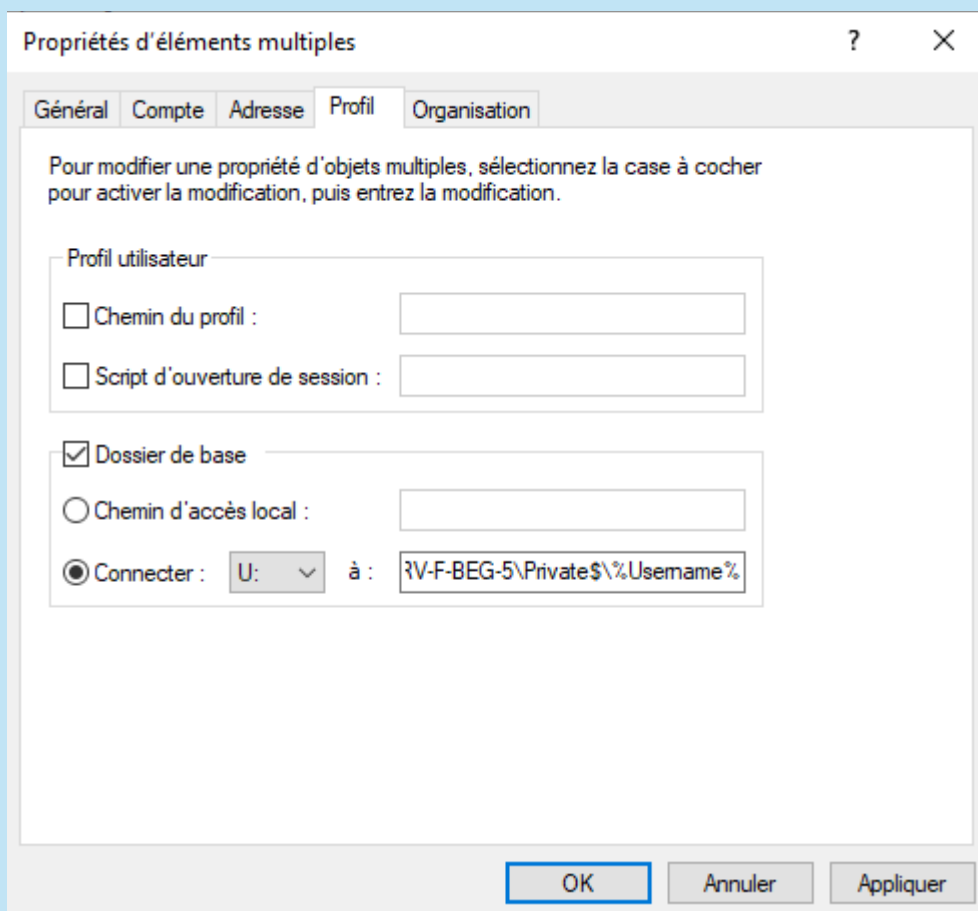 Propriétés d'éléments multiples
?
Général Compte Adresse Profil Organisation
Pour modifier une propriété d'objets multiples, sélectionnez la case à cocher
pour activer la modification, puis entrez la modification.
Profil utilisateur
Chemin du profil :
Script d'ouverture de session :
Dossier de base
Chemin d'accès local :
Connecter : U: à : RV-F-BEG-5\Private$\%Username%
OK Annuler Appliquer